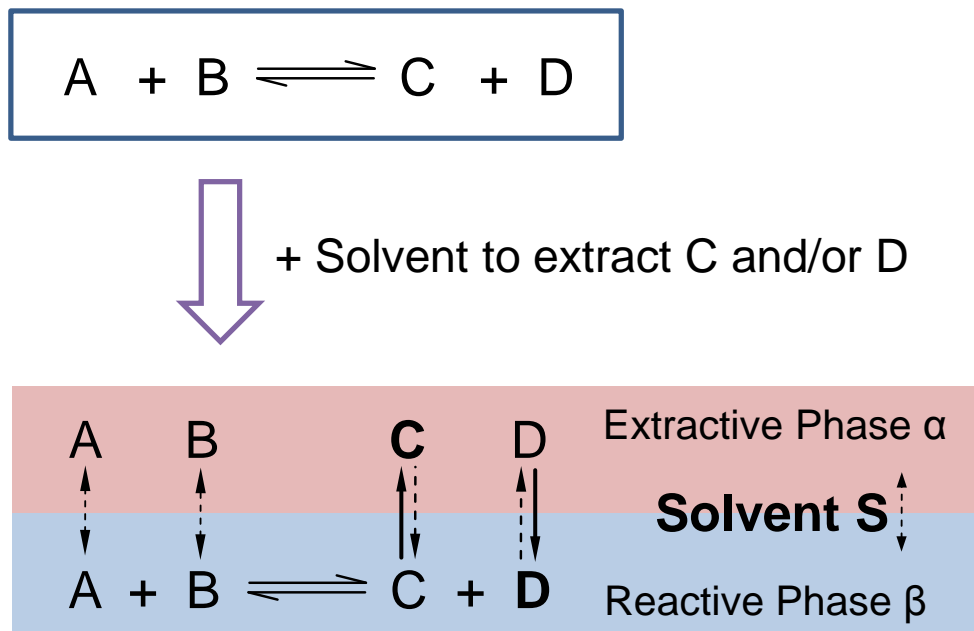 A + B ⇌ C + D
+ Solvent to extract C and/or D
A B C D Extractive Phase α
Solvent S
A + B ⇌ C + D Reactive Phase β